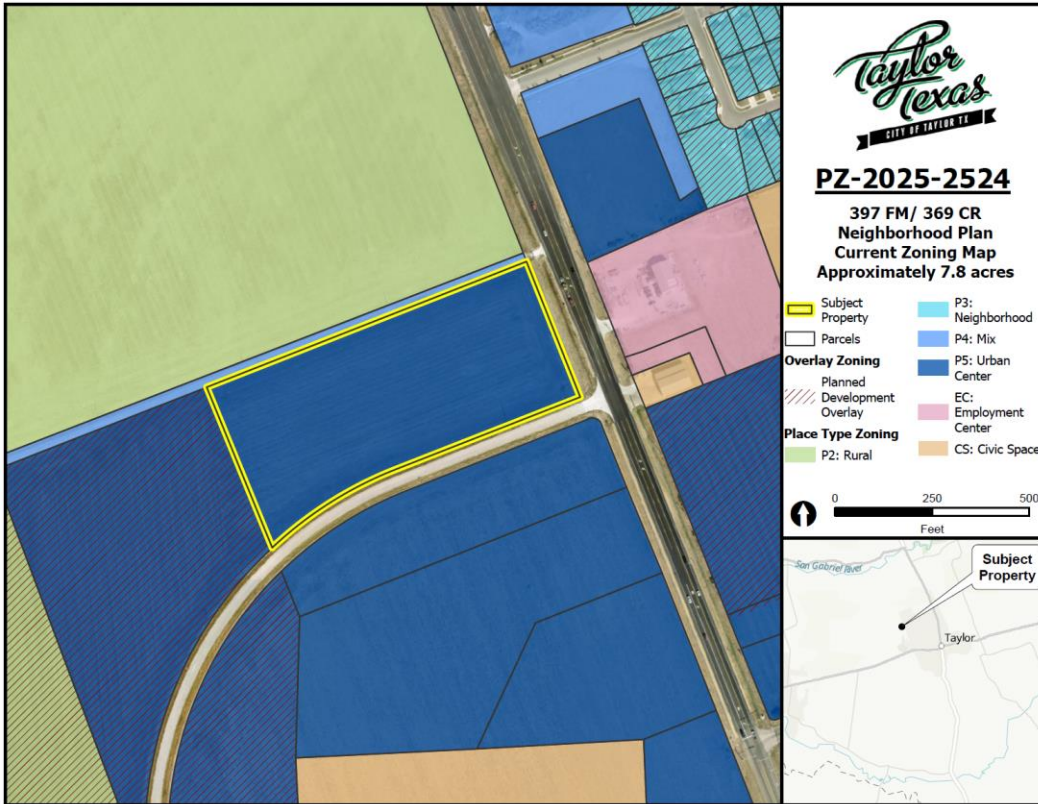 Taylor
Texas
CITY OF TAYLOR TX
PZ-2025-2524
397 FM/ 369 CR
Neighborhood Plan
Current Zoning Map
Approximately 7.8 acres
Subject
Property
Parcels
Overlay Zoning
Planned
Development
Overlay
Place Type Zoning
P2: Rural
P3:
Neighborhood
P4: Mix
P5: Urban
Center
EC:
Employment
Center
CS: Civic Space
0 250 500
Feet
San Gabriel River
Subject
Property
Taylor